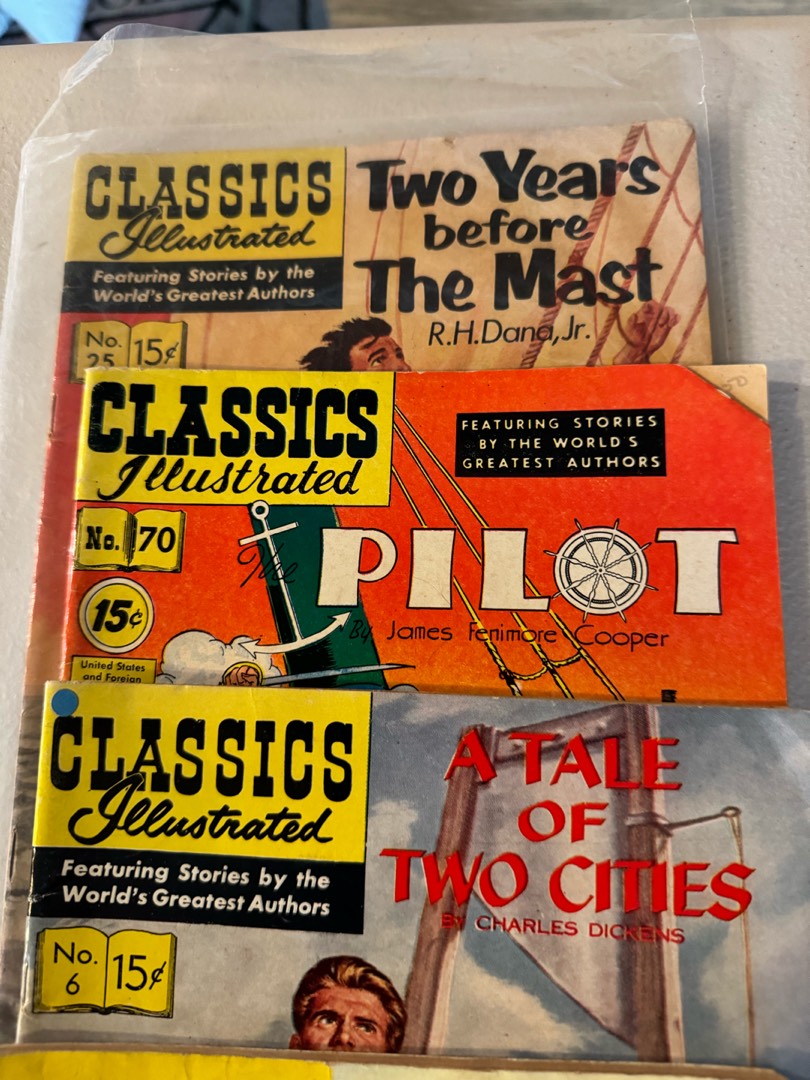 CLASSICS
Illustrated
Featuring Stories by the
World's Greatest Authors
No.
25
15¢
Two Years
before
The Mast
R.H.Dana, Jr.
CLASSICS
Illustrated
FEATURING STORIES
BY THE WORLD'S
GREATEST AUTHORS
No. 70
15¢
The PILOT
By James Fenimore Cooper
United States
and Foreign
CLASSICS
Illustrated
Featuring Stories by the
World's Greatest Authors
No.
6
15¢
A TALE
OF
TWO CITIES
BY CHARLES DICKENS